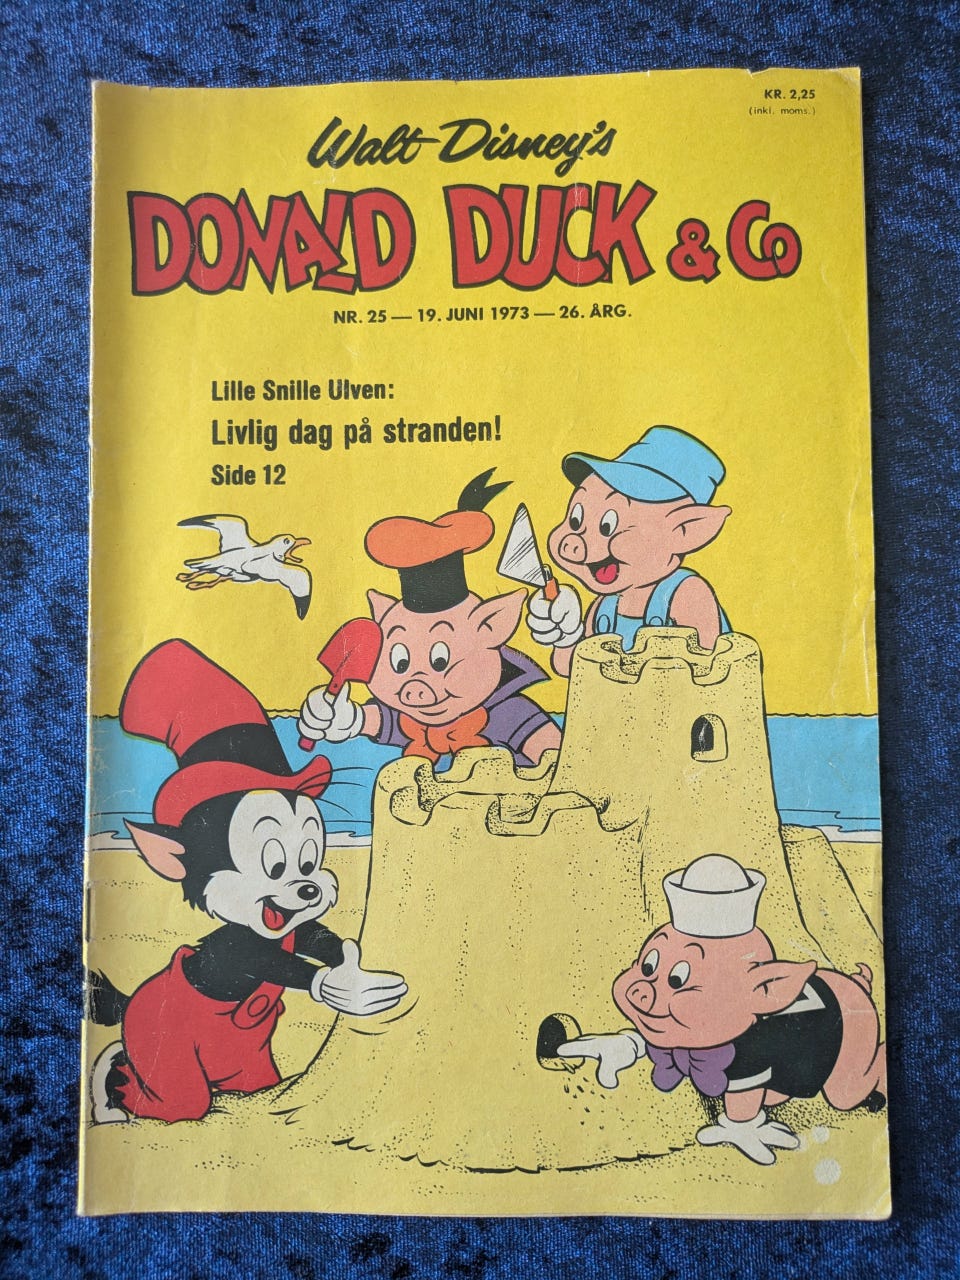 KR. 2,25
(inkl. moms.)
Walt Disney's
DONALD DUCK & Co
NR. 25 — 19. JUNI 1973 — 26. ÅRG.
Lille Snille Ulven:
Livlig dag på stranden!
Side 12